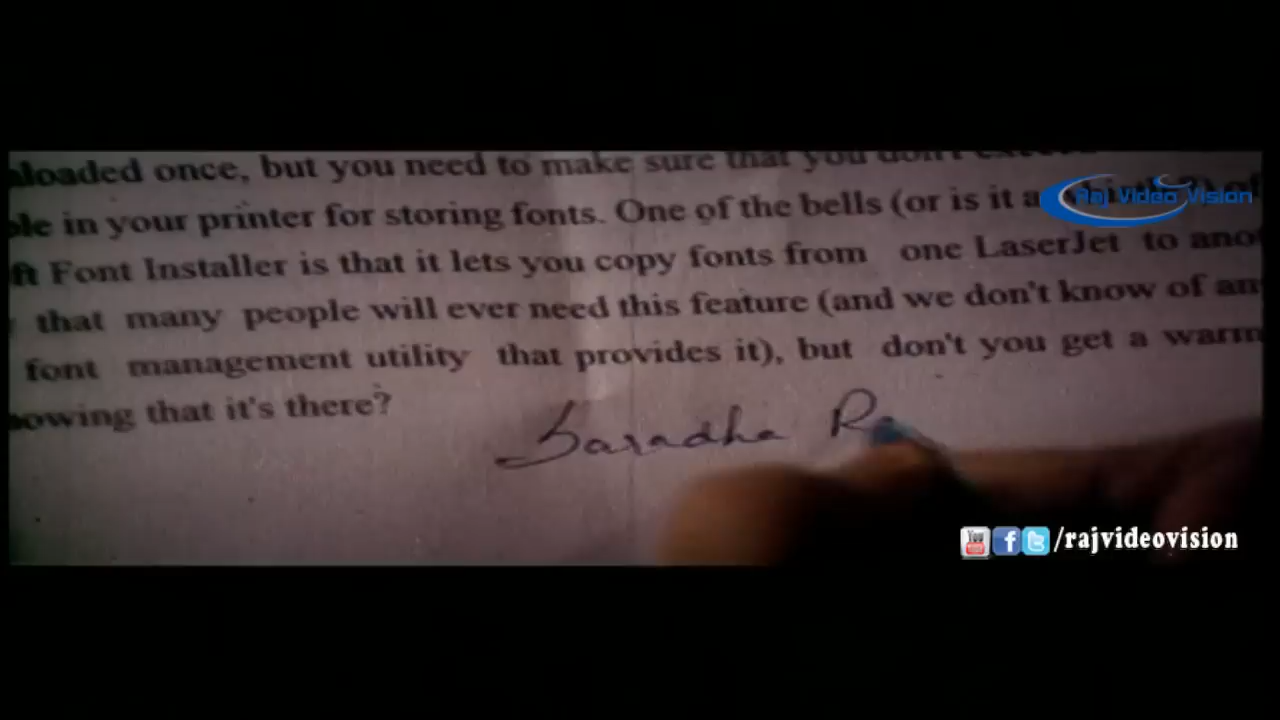 loaded once, but you need to make sure that you don't
in your printer for storing fonts. One of the bells (or is it a
Font Installer is that it lets you copy fonts from one LaserJet to
that many people will ever need this feature (and we don't know of
font management utility that provides it), but don't you get a warm
owing that it's there?
Saradha Ra
Raj Video Vision
/rajvideovision